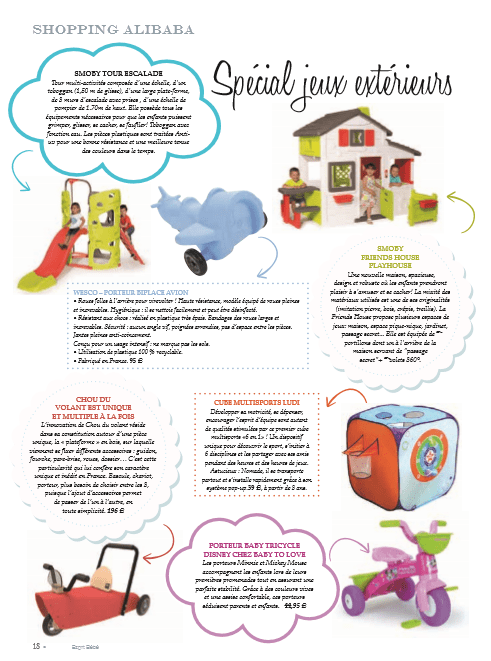 SHOPPING ALIBABA
Spécial jeux extérieurs
SMOBY TOUR ESCALADE
Tour multi-activités composée d'une échelle, d'un
toboggan (1,50 m de glisse), d'une large plate-forme,
de 3 murs d'escalade avec prises, d'une échelle de
pompier de 1.70m de haut. Elle possède tous les
équipements nécessaires pour que les enfants puissent
grimper, glisser, se cacher, se faufiler! Toboggan avec
fonction eau. Les pièces plastiques sont traitées Anti-
uv pour une bonne résistance et une meilleure tenue
des couleurs dans le temps.
WESCO – PORTEUR BIPLACE AVION
• Roues folles à l'arrière pour virevolter ! Haute résistance, modèle équipé de roues pleines
et increvables. Hygiénique : il se nettoie facilement et peut être désinfecté.
• Résistant aux chocs : réalisé en plastique très épais. Bandages des roues larges et
increvables. Sécurité : aucun angle vif, poignées arrondies, pas d'espace entre les pièces.
Jantes pleines anti-coincement.
Conçu pour un usage intensif : ne marque pas les sols.
• Utilisation de plastique 100 % recyclable.
• Fabriqué en France. 95 €
SMOBY
FRIENDS HOUSE
PLAYHOUSE
Une nouvelle maison, spacieuse,
design et robuste où les enfants prendront
plaisir à s'amuser et se cacher! La mixité des
matériaux utilisés est une de ses originalités
(imitation pierre, bois, crépis, treillis). La
Friends House propose plusieurs espaces de
jeux: maison, espace pique-nique, jardinet,
passage secret... Elle est équipée de
portillons dont un à l'arrière de la
maison servant de "passage
secret"+ volets 360°.
CHOU DU
VOLANT EST UNIQUE
ET MULTIPLE À LA FOIS
L'innovation de Chou du volant réside
dans sa constitution autour d'une pièce
unique, la « plateforme » en bois, sur laquelle
viennent se fixer différents accessoires : guidon,
fourche, pare-brise, roues, dossier… C'est cette
particularité qui lui confère son caractère
unique et inédit en France. Bascule, chariot,
porteur, plus besoin de choisir entre les 3,
puisque l'ajout d'accessoires permet
de passer de l'un à l'autre, en
toute simplicité. 196 €
CUBE MULTISPORTS LUDI
Développer sa motricité, se dépenser,
encourager l'esprit d'équipe sont autant
de qualités stimulées par ce premier cube
multisports «6 en 1» ! Un dispositif
unique pour découvrir le sport, s'initier à
6 disciplines et les partager avec ses amis
pendant des heures et des heures de jeux.
Astucieux : Nomade, il se transporte
partout et s'installe rapidement grâce à son
système pop-up. 39 €, à partir de 3 ans.
PORTEUR BABY TRICYCLE
DISNEY CHEZ BABY TO LOVE
Les porteurs Minnie et Mickey Mouse
accompagnent les enfants lors de leurs
premières promenades tout en assurant une
parfaite stabilité. Grâce à des couleurs vives
et une assise confortable, ces porteurs
séduisent parents et enfants. 44,95 €
18 -